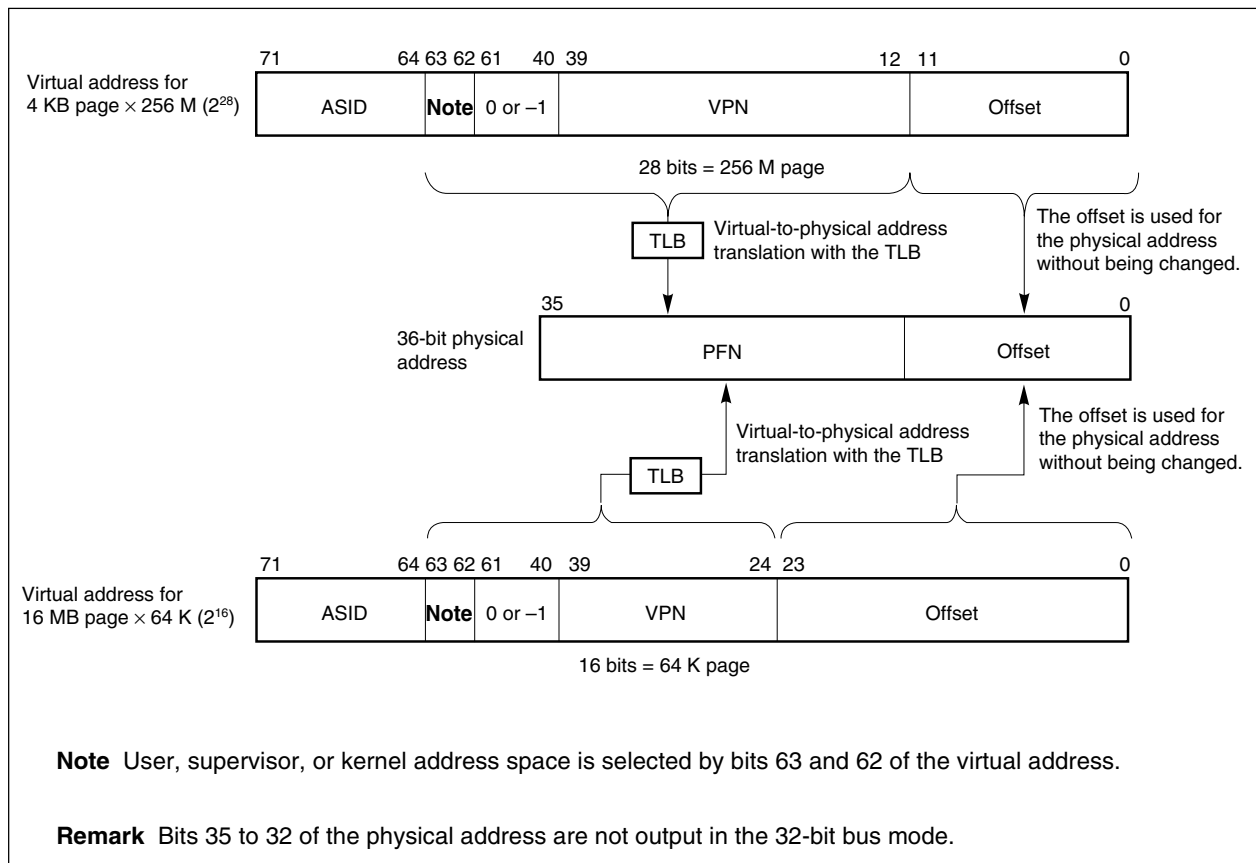 71 64 63 62 61 40 39 12 11 0
Virtual address for
4 KB page × 256 M (2²⁸)
ASID Note 0 or –1 VPN Offset
28 bits = 256 M page
TLB
Virtual-to-physical address
translation with the TLB
The offset is used for
the physical address
without being changed.
35 0
36-bit physical
address
PFN Offset
Virtual-to-physical address
translation with the TLB
TLB
The offset is used for
the physical address
without being changed.
71 64 63 62 61 40 39 24 23 0
Virtual address for
16 MB page × 64 K (2¹⁶)
ASID Note 0 or –1 VPN Offset
16 bits = 64 K page
Note User, supervisor, or kernel address space is selected by bits 63 and 62 of the virtual address.
Remark Bits 35 to 32 of the physical address are not output in the 32-bit bus mode.